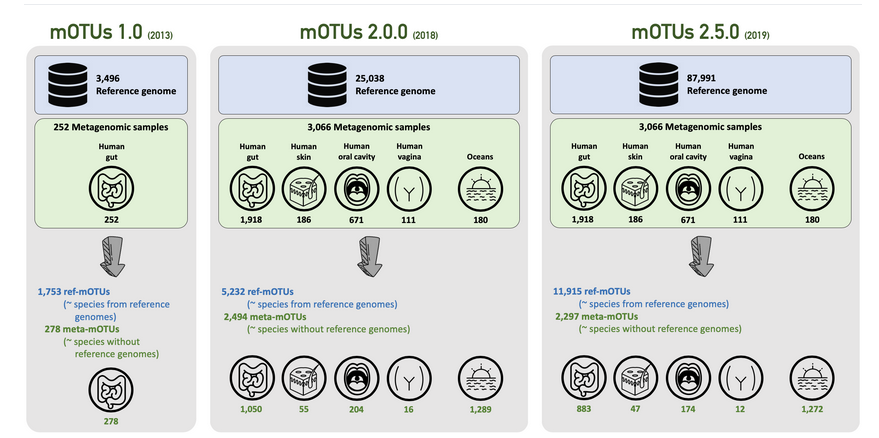 mOTUs 1.0 (2013)
3,496
Reference genome
252 Metagenomic samples
Human
gut
252
1,753 ref-mOTUs
(~ species from reference
genomes)
278 meta-mOTUs
(~ species without
reference genomes)
278
mOTUs 2.0.0 (2018)
25,038
Reference genome
3,066 Metagenomic samples
Human Human Human Human
gut skin oral cavity vagina Oceans
1,918 186 671 111 180
5,232 ref-mOTUs
(~ species from reference genomes)
2,494 meta-mOTUs
(~ species without reference genomes)
1,050 55 204 16 1,289
mOTUs 2.5.0 (2019)
87,991
Reference genome
3,066 Metagenomic samples
Human Human Human Human
gut skin oral cavity vagina Oceans
1,918 186 671 111 180
11,915 ref-mOTUs
(~ species from reference genomes)
2,297 meta-mOTUs
(~ species without reference genomes)
883 47 174 12 1,272